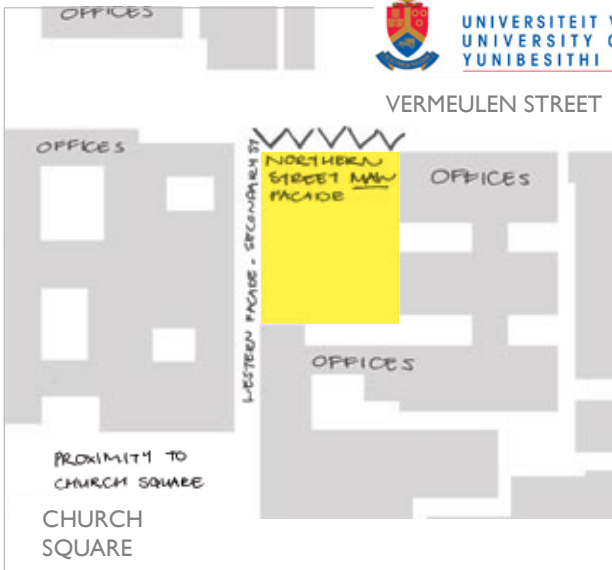 OFFICES
UNIVERSITEIT
UNIVERSITY
YUNIBESITHI
VERMEULEN STREET
OFFICES
WESTERN FACADE - SECONDARY ST
NORTHERN
STREET MAIN
FACADE
OFFICES
OFFICES
PROXIMITY TO
CHURCH SQUARE
CHURCH
SQUARE